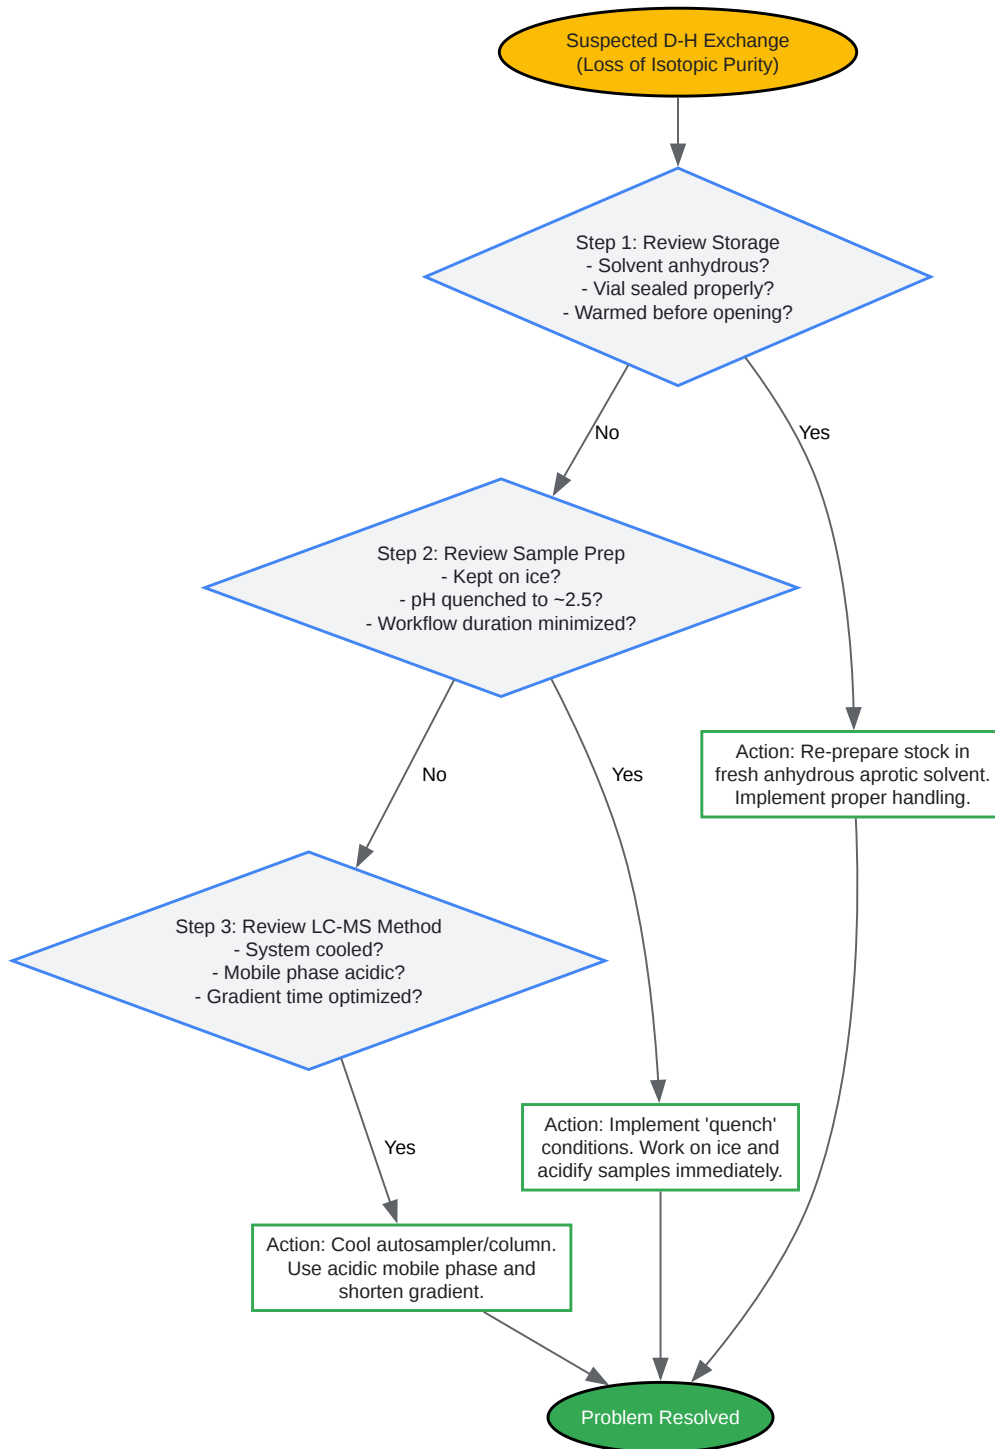 Suspected D-H Exchange
(Loss of Isotopic Purity)
Step 1: Review Storage
- Solvent anhydrous?
- Vial sealed properly?
- Warmed before opening?
No
Yes
Step 2: Review Sample Prep
- Kept on ice?
- pH quenched to ~2.5?
- Workflow duration minimized?
No
Yes
Action: Re-prepare stock in
fresh anhydrous aprotic solvent.
Implement proper handling.
Step 3: Review LC-MS Method
- System cooled?
- Mobile phase acidic?
- Gradient time optimized?
Yes
Action: Implement 'quench'
conditions. Work on ice and
acidify samples immediately.
Action: Cool autosampler/column.
Use acidic mobile phase and
shorten gradient.
Problem Resolved